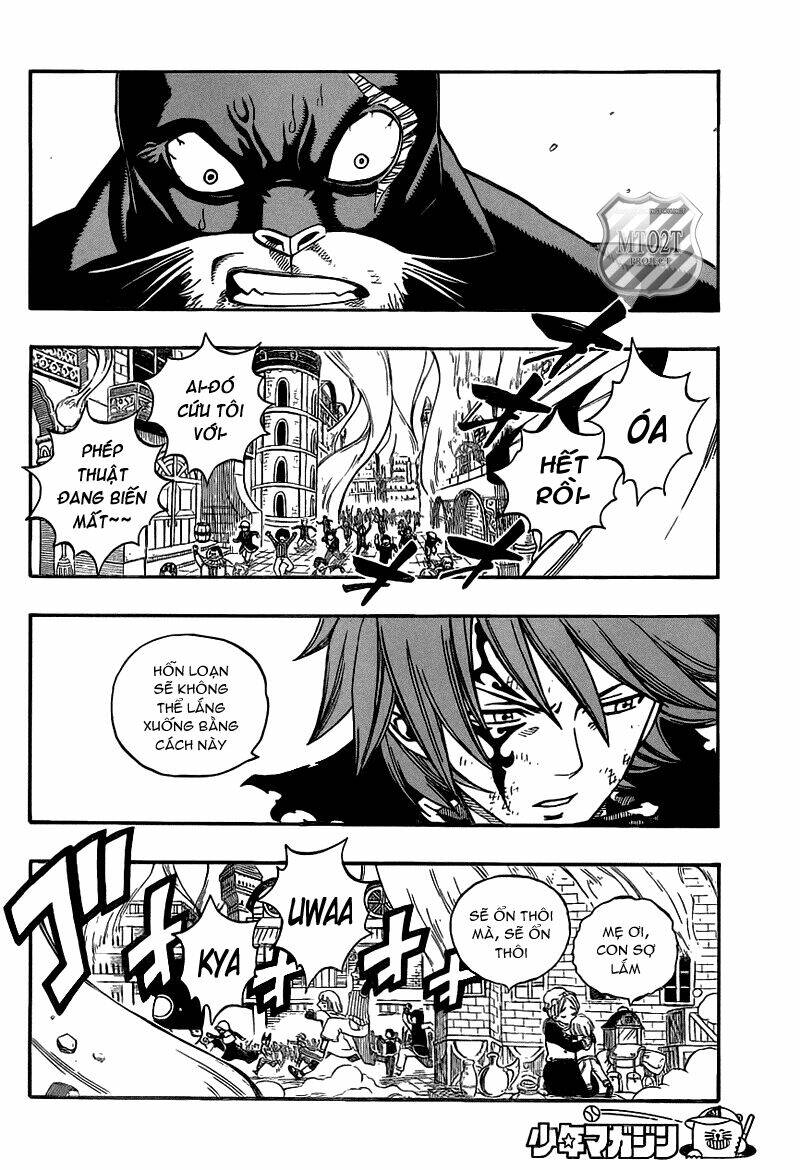 MTO2T
PROJECT
ÓA
HẾT
RỒI-
AI-ĐÓ
CỨU TÔI
VỚI-
PHÉP
THUẬT
ĐANG BIẾN
MẤT~~
HỖN LOẠN
SẼ KHÔNG
THỂ LẮNG
XUỐNG BẰNG
CÁCH NÀY
MẸ ƠI,
CON SỢ
LẮM
SẼ ỔN THÔI
MÀ, SẼ ỔN
THÔI
UWAA
KYA
少年マガジン